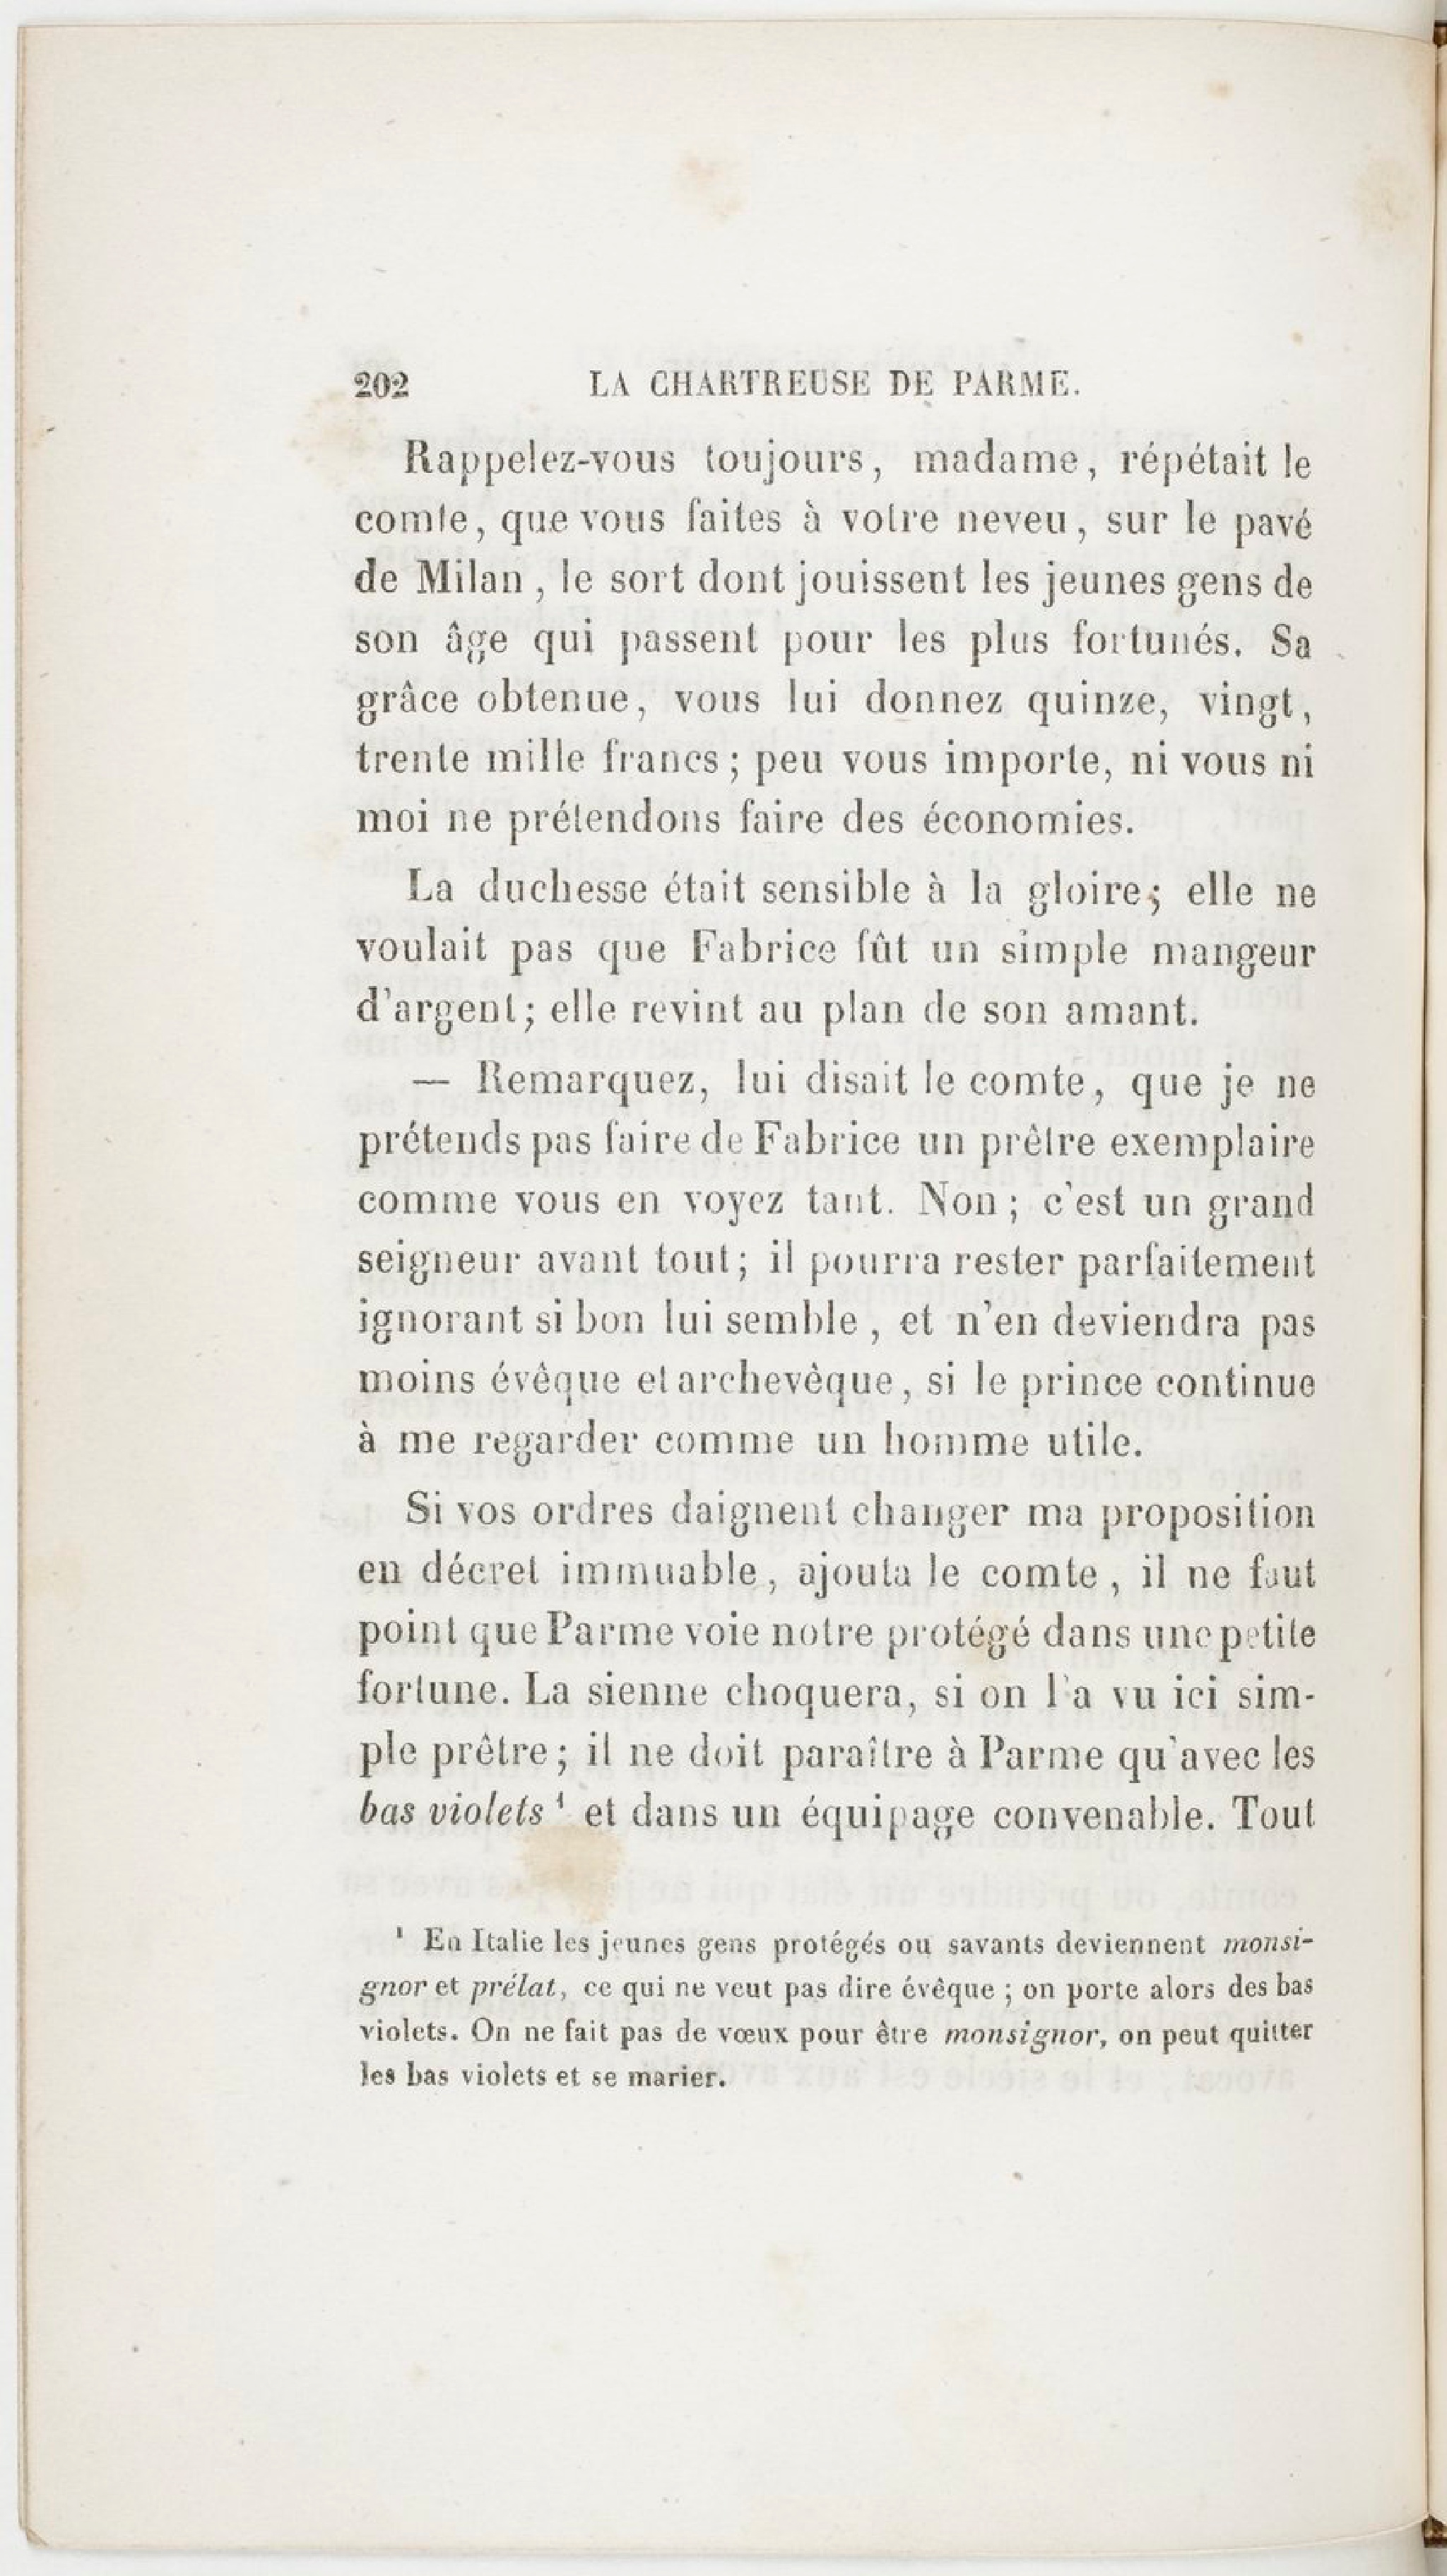 202 LA CHARTREUSE DE PARME.
Rappelez-vous toujours, madame, répétait le
comte, que vous faites à votre neveu, sur le pavé
de Milan, le sort dont jouissent les jeunes gens de
son âge qui passent pour les plus fortunés. Sa
grâce obtenue, vous lui donnez quinze, vingt,
trente mille francs; peu vous importe, ni vous ni
moi ne prétendons faire des économies.
La duchesse était sensible à la gloire; elle ne
voulait pas que Fabrice fût un simple mangeur
d'argent; elle revint au plan de son amant.
— Remarquez, lui disait le comte, que je ne
prétends pas faire de Fabrice un prêtre exemplaire
comme vous en voyez tant. Non; c'est un grand
seigneur avant tout; il pourra rester parfaitement
ignorant si bon lui semble, et n'en deviendra pas
moins évêque et archevêque, si le prince continue
à me regarder comme un homme utile.
Si vos ordres daignent changer ma proposition
en décret immuable, ajouta le comte, il ne faut
point que Parme voie notre protégé dans une petite
fortune. La sienne choquera, si on l'a vu ici sim-
ple prêtre; il ne doit paraître à Parme qu'avec les
bas violets ¹ et dans un équipage convenable. Tout
¹ En Italie les jeunes gens protégés ou savants deviennent monsi-
gnor et prélat, ce qui ne veut pas dire évêque; on porte alors des bas
violets. On ne fait pas de vœux pour être monsignor, on peut quitter
les bas violets et se marier.